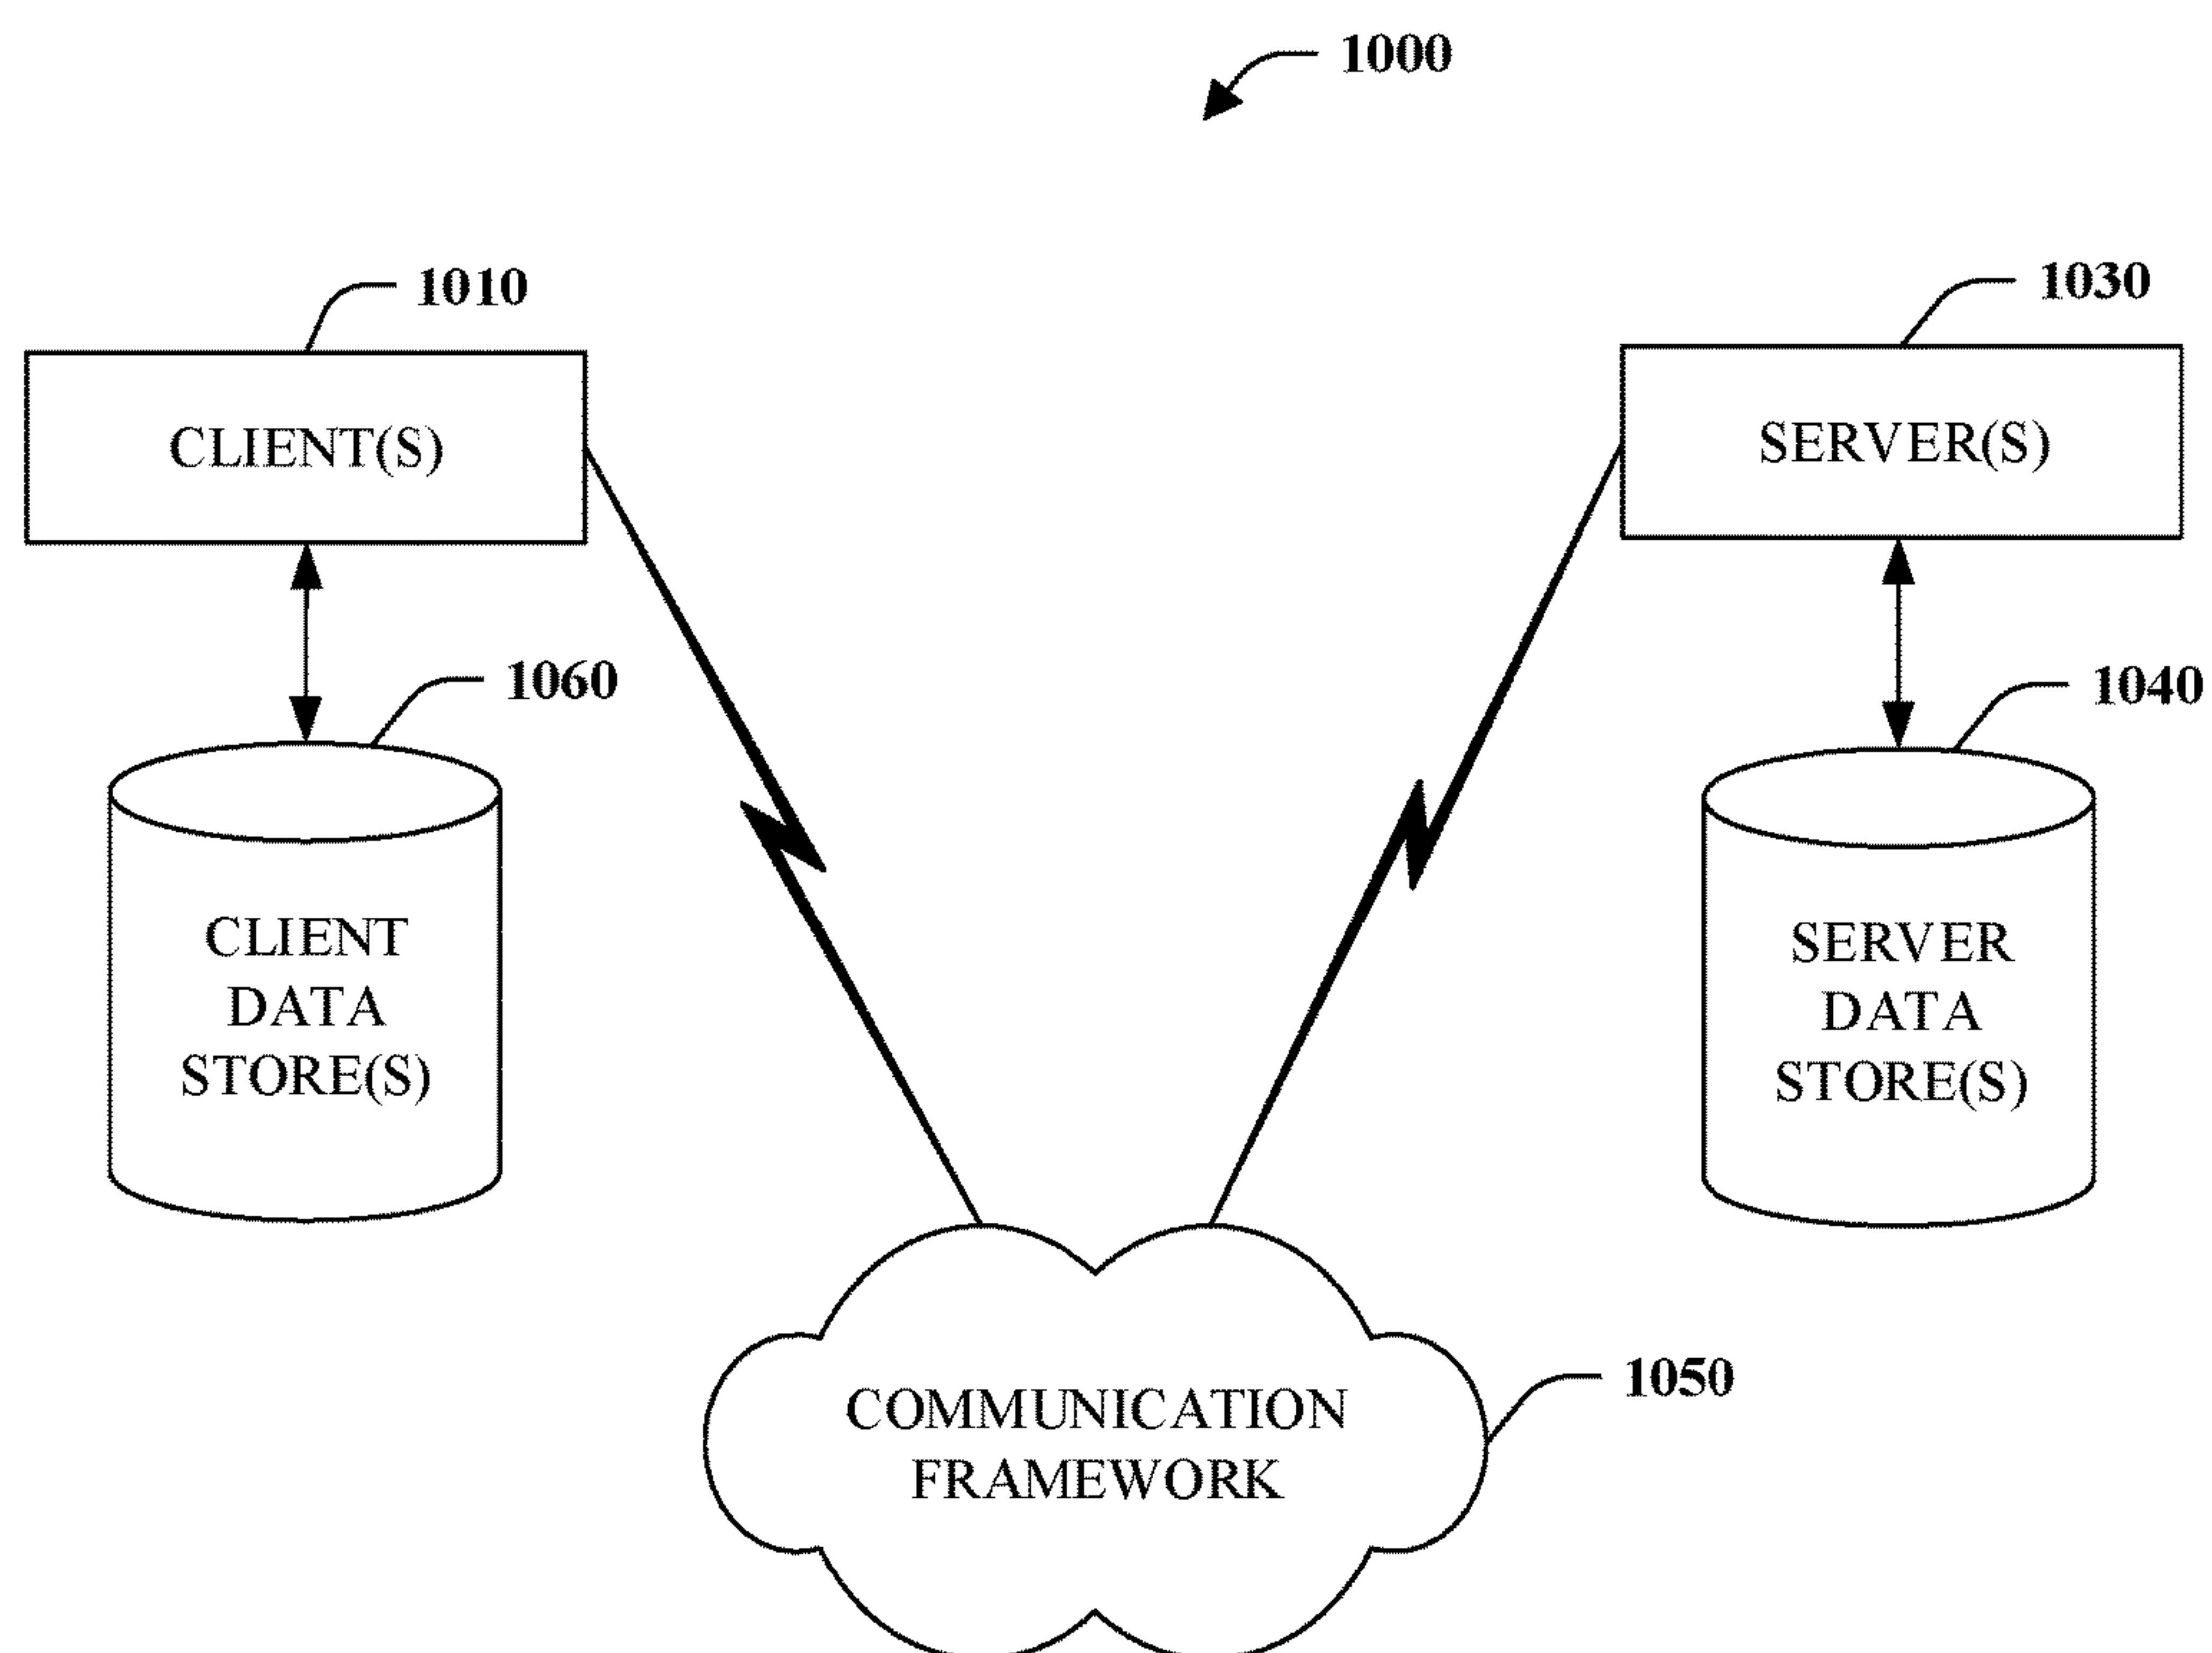 1000
1010
1030
CLIENT(S)
SERVER(S)
1060
1040
CLIENT
DATA
STORE(S)
SERVER
DATA
STORE(S)
1050
COMMUNICATION
FRAMEWORK